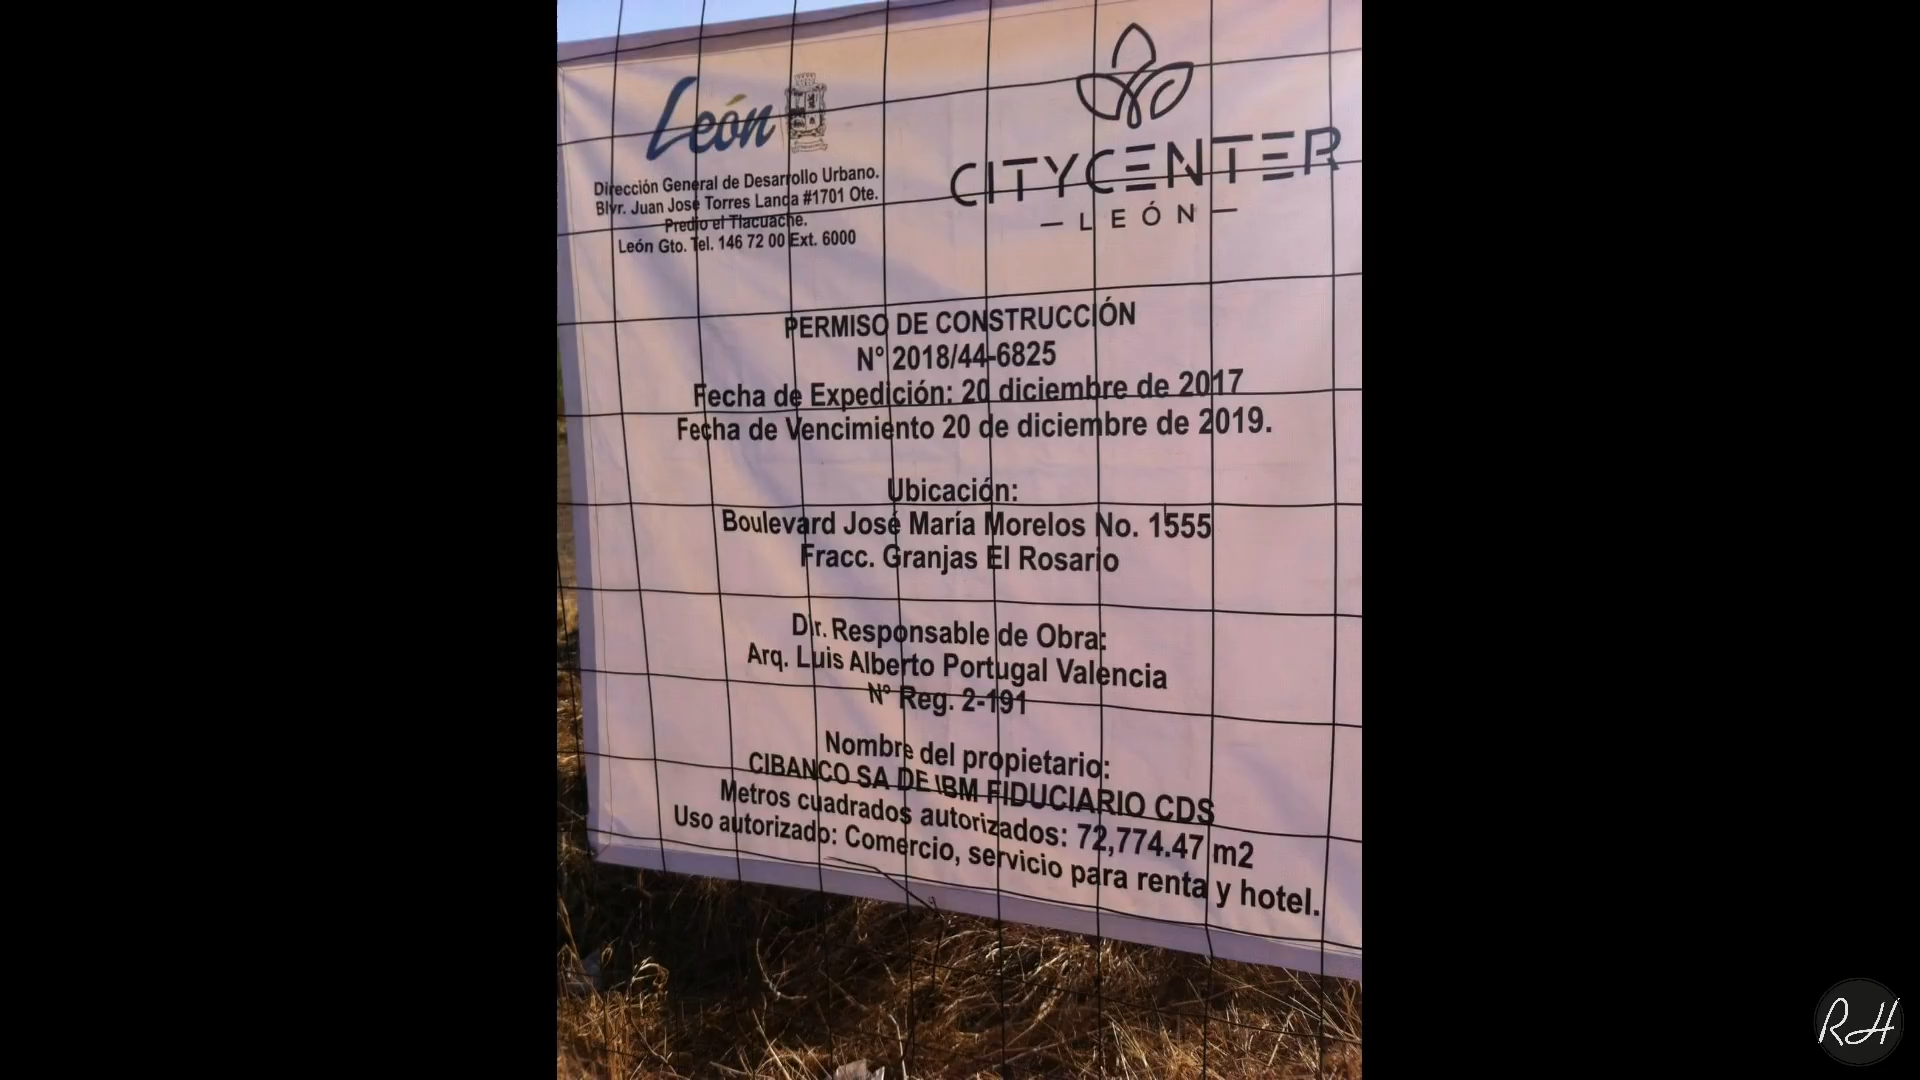 León
Dirección General de Desarrollo Urbano.
Blvr. Juan José Torres Landa #1701 Ote.
Predio el Tlacuache.
León Gto. Tel. 146 72 00 Ext. 6000
CITYCENTER
— LEÓN —
PERMISO DE CONSTRUCCIÓN
N° 2018/44-6825
Fecha de Expedición: 20 diciembre de 2017
Fecha de Vencimiento 20 de diciembre de 2019.
Ubicación:
Boulevard José María Morelos No. 1555
Fracc. Granjas El Rosario
Dir. Responsable de Obra:
Arq. Luis Alberto Portugal Valencia
N° Reg. 2-191
Nombre del propietario:
CIBANCO SA DE IBM FIDUCIARIO CDS
Metros cuadrados autorizados: 72,774.47 m2
Uso autorizado: Comercio, servicio para renta y hotel.
RH